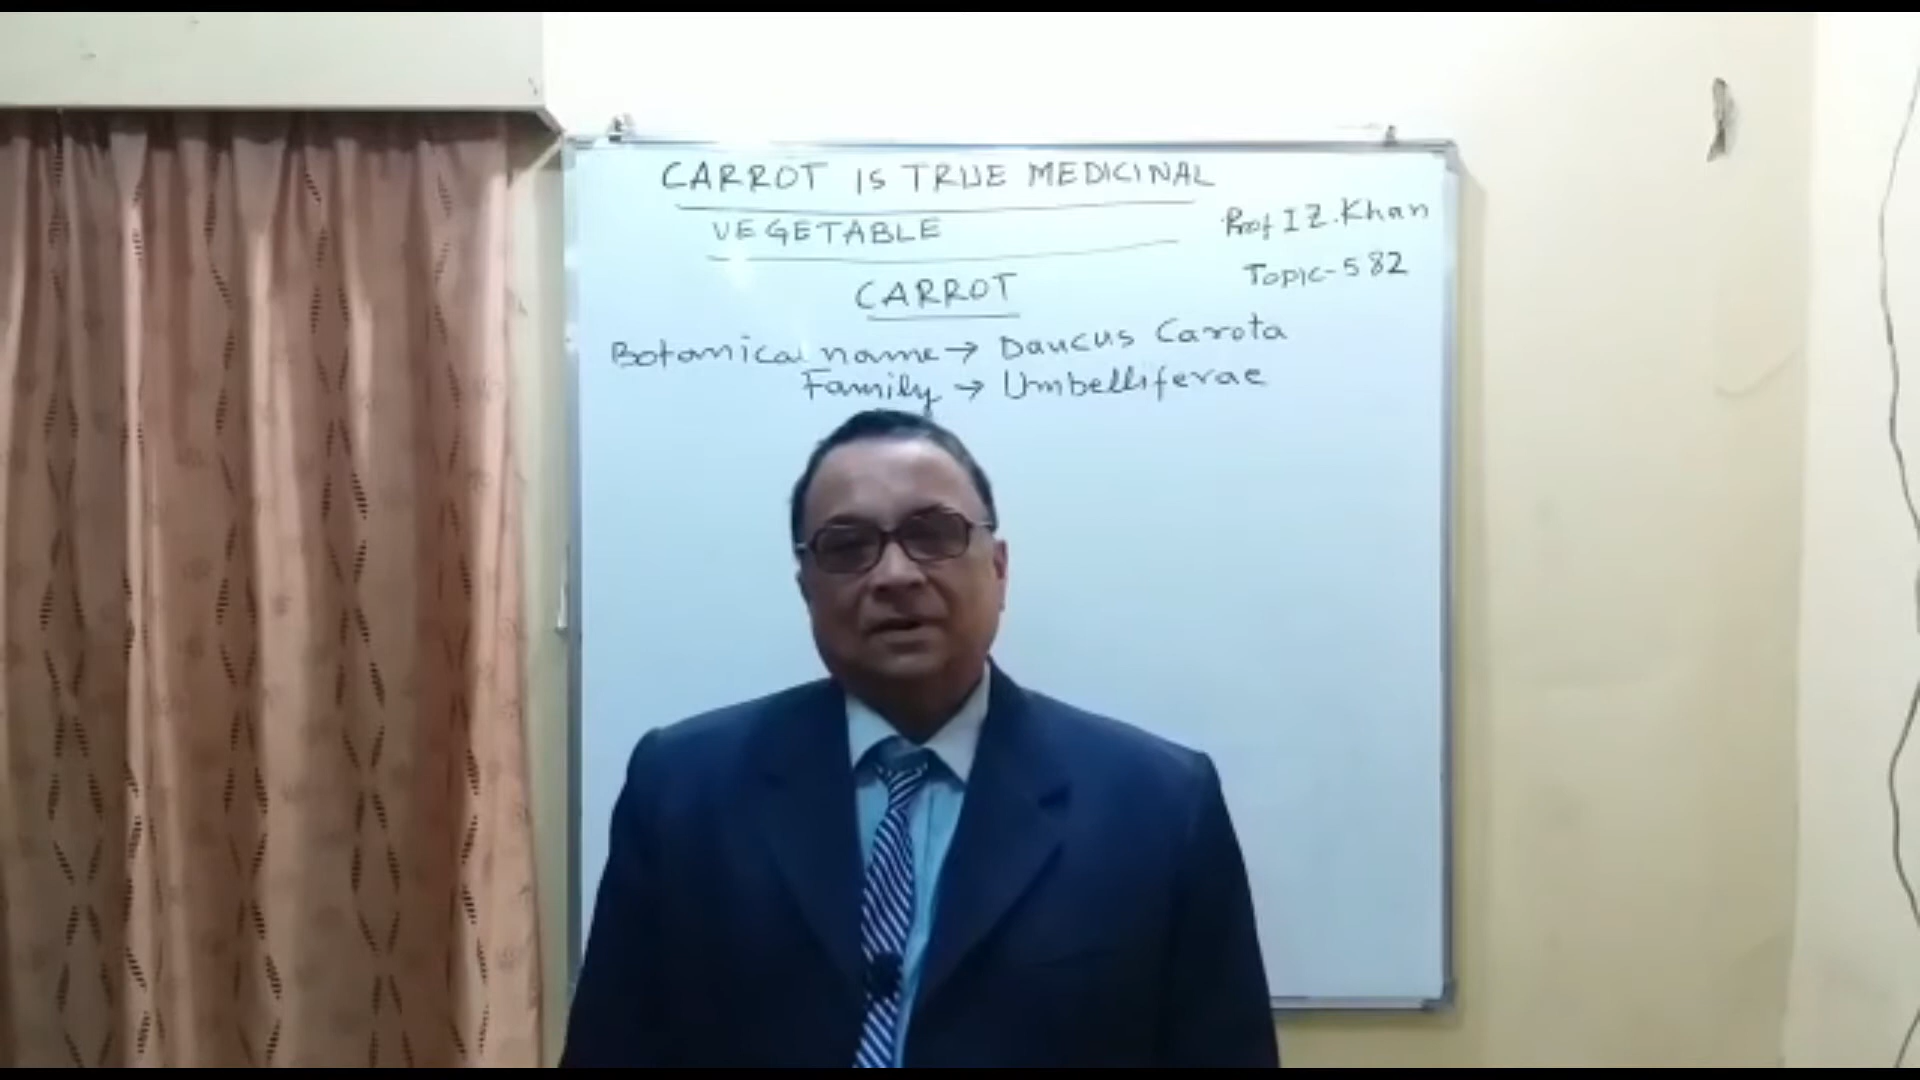 CARROT IS TRUE MEDICINAL
VEGETABLE
Prof I Z. Khan
Topic-582
CARROT
Botanical name → Daucus Carota
Family → Umbelliferae